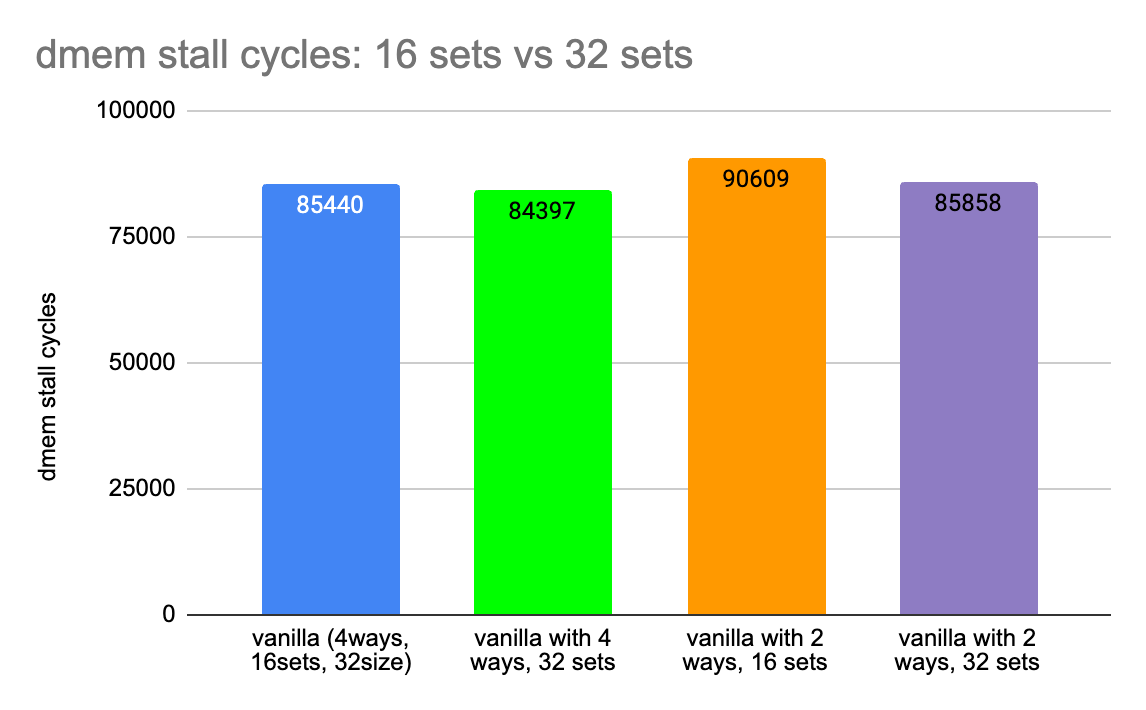 dmem stall cycles: 16 sets vs 32 sets
100000
75000
50000
25000
0
dmem stall cycles
85440
84397
90609
85858
vanilla (4ways,
16sets, 32size)
vanilla with 4
ways, 32 sets
vanilla with 2
ways, 16 sets
vanilla with 2
ways, 32 sets